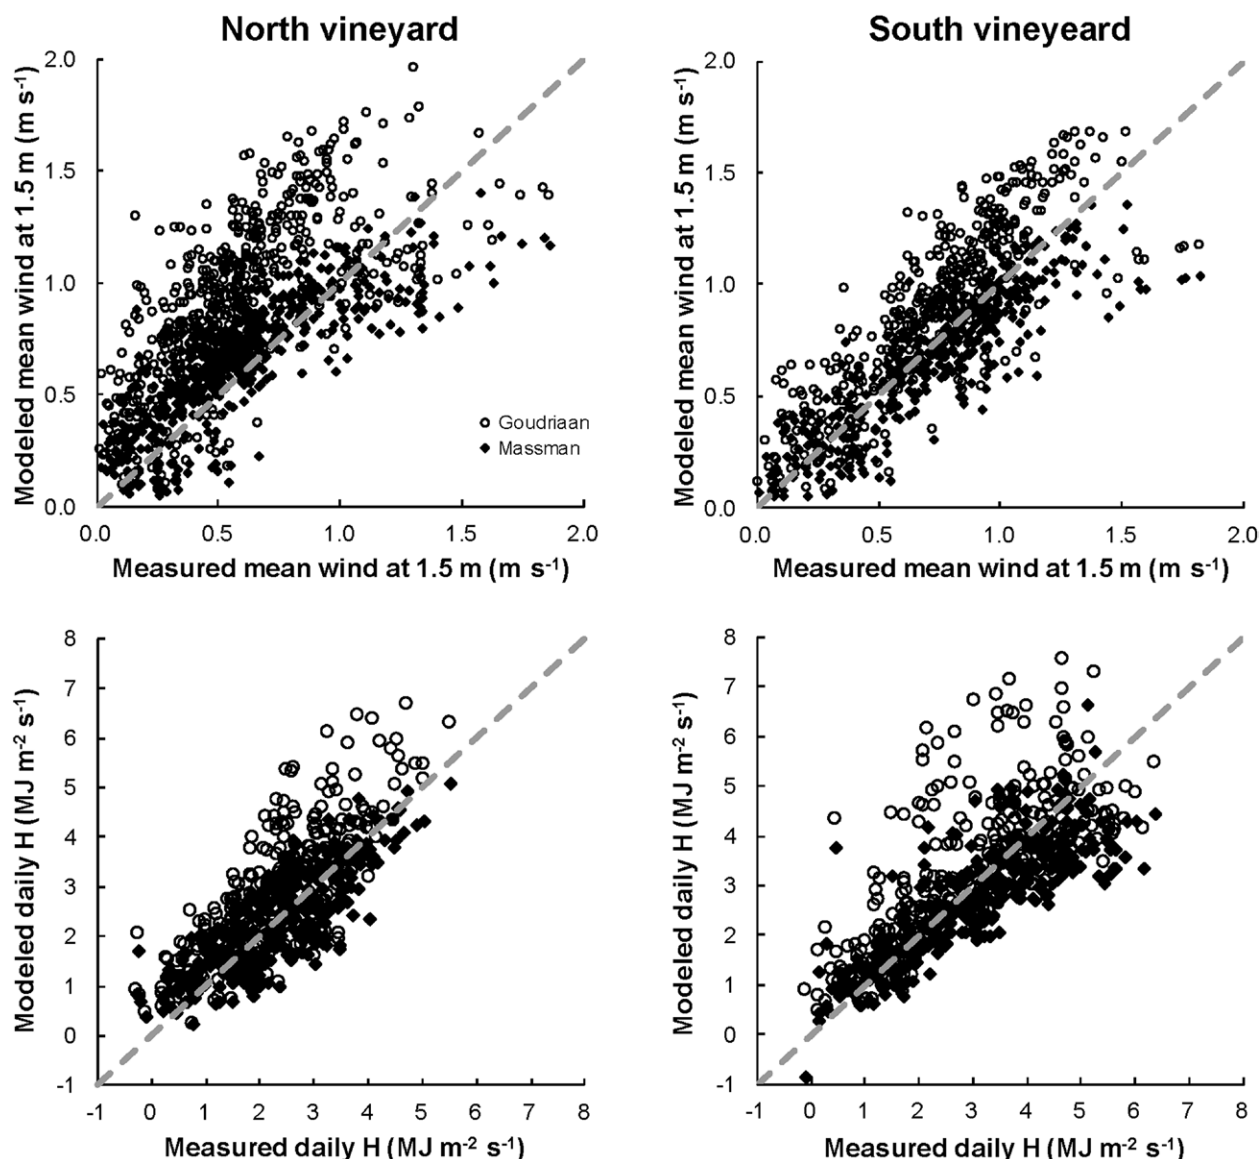 North vineyard
South vineyeard
Modeled mean wind at 1.5 m (m s-1)
2.0
1.5
1.0
0.5
0.0
Goudriaan
Massman
0.0 0.5 1.0 1.5 2.0
Measured mean wind at 1.5 m (m s-1)
Modeled mean wind at 1.5 m (m s-1)
2.0
1.5
1.0
0.5
0.0
0.0 0.5 1.0 1.5 2.0
Measured mean wind at 1.5 m (m s-1)
Modeled daily H (MJ m-2 s-1)
8
7
6
5
4
3
2
1
0
-1
-1 0 1 2 3 4 5 6 7 8
Measured daily H (MJ m-2 s-1)
Modeled daily H (MJ m-2 s-1)
8
7
6
5
4
3
2
1
0
-1
-1 0 1 2 3 4 5 6 7 8
Measured daily H (MJ m-2 s-1)